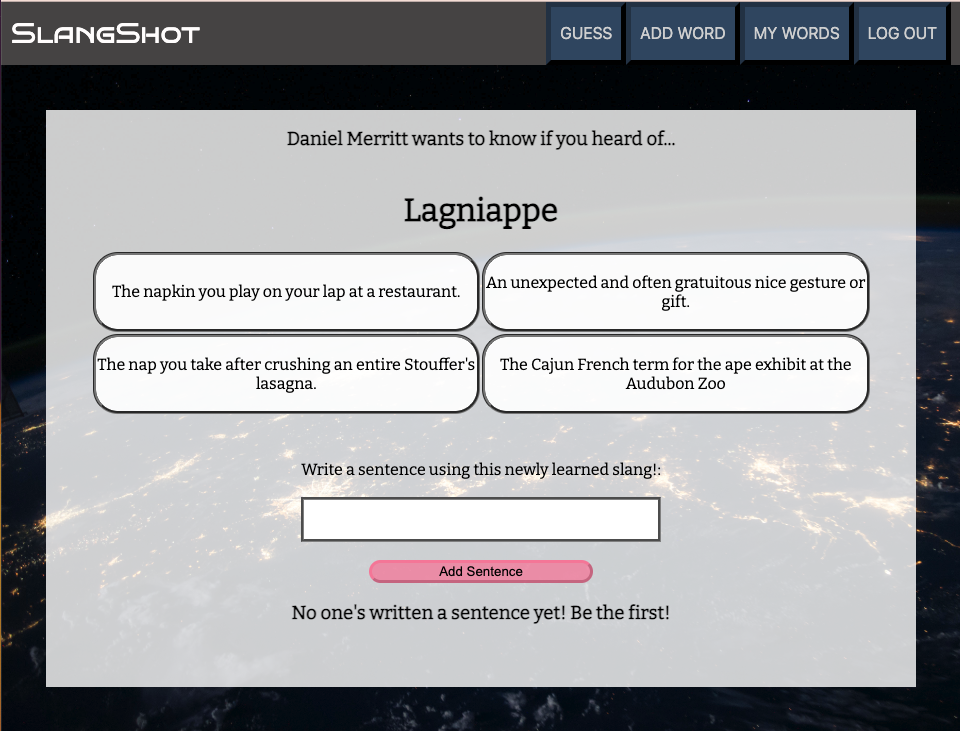 SlangShot
GUESS
ADD WORD
MY WORDS
LOG OUT
Daniel Merritt wants to know if you heard of...
Lagniappe
The napkin you play on your lap at a restaurant.
An unexpected and often gratuitous nice gesture or
gift.
The nap you take after crushing an entire Stouffer's
lasagna.
The Cajun French term for the ape exhibit at the
Audubon Zoo
Write a sentence using this newly learned slang!:
Add Sentence
No one's written a sentence yet! Be the first!